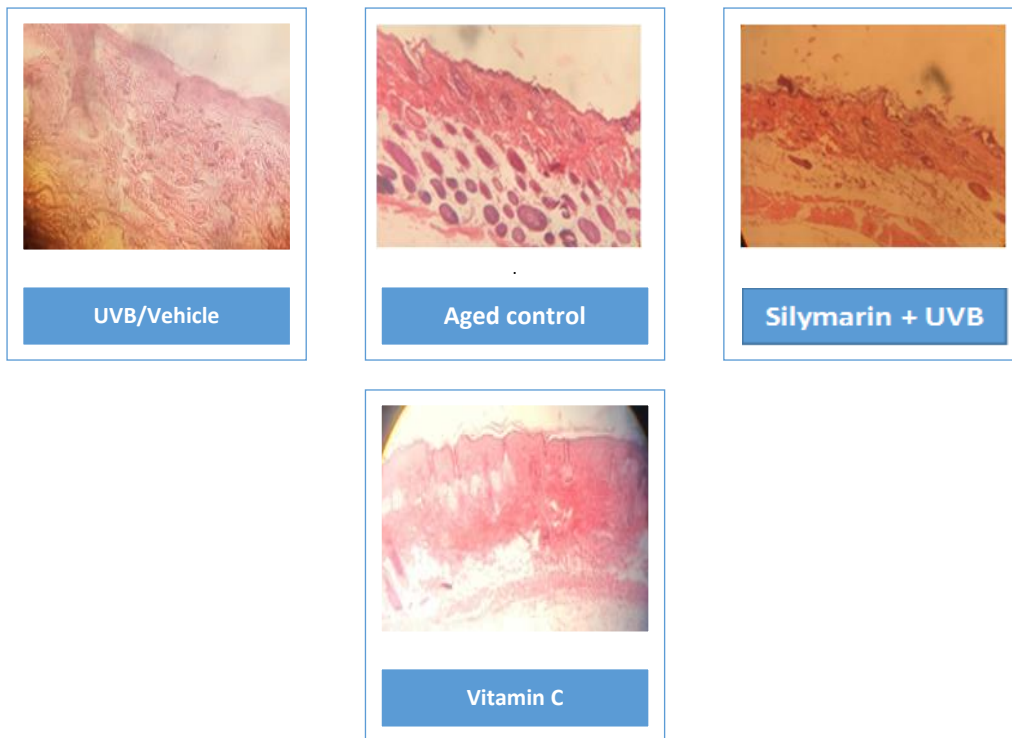 UVB/Vehicle
.
Aged control
Silymarin + UVB
Vitamin C